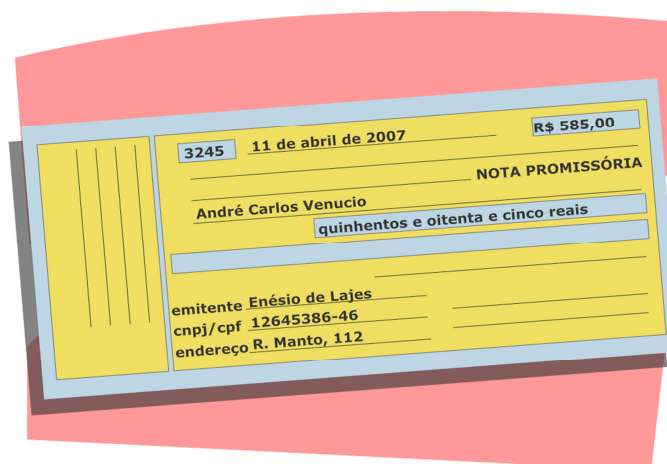 3245 11 de abril de 2007 R$ 585,00
NOTA PROMISSÓRIA
André Carlos Venucio
quinhentos e oitenta e cinco reais
emitente Enésio de Lajes
cnpj/cpf 12645386-46
endereço R. Manto, 112